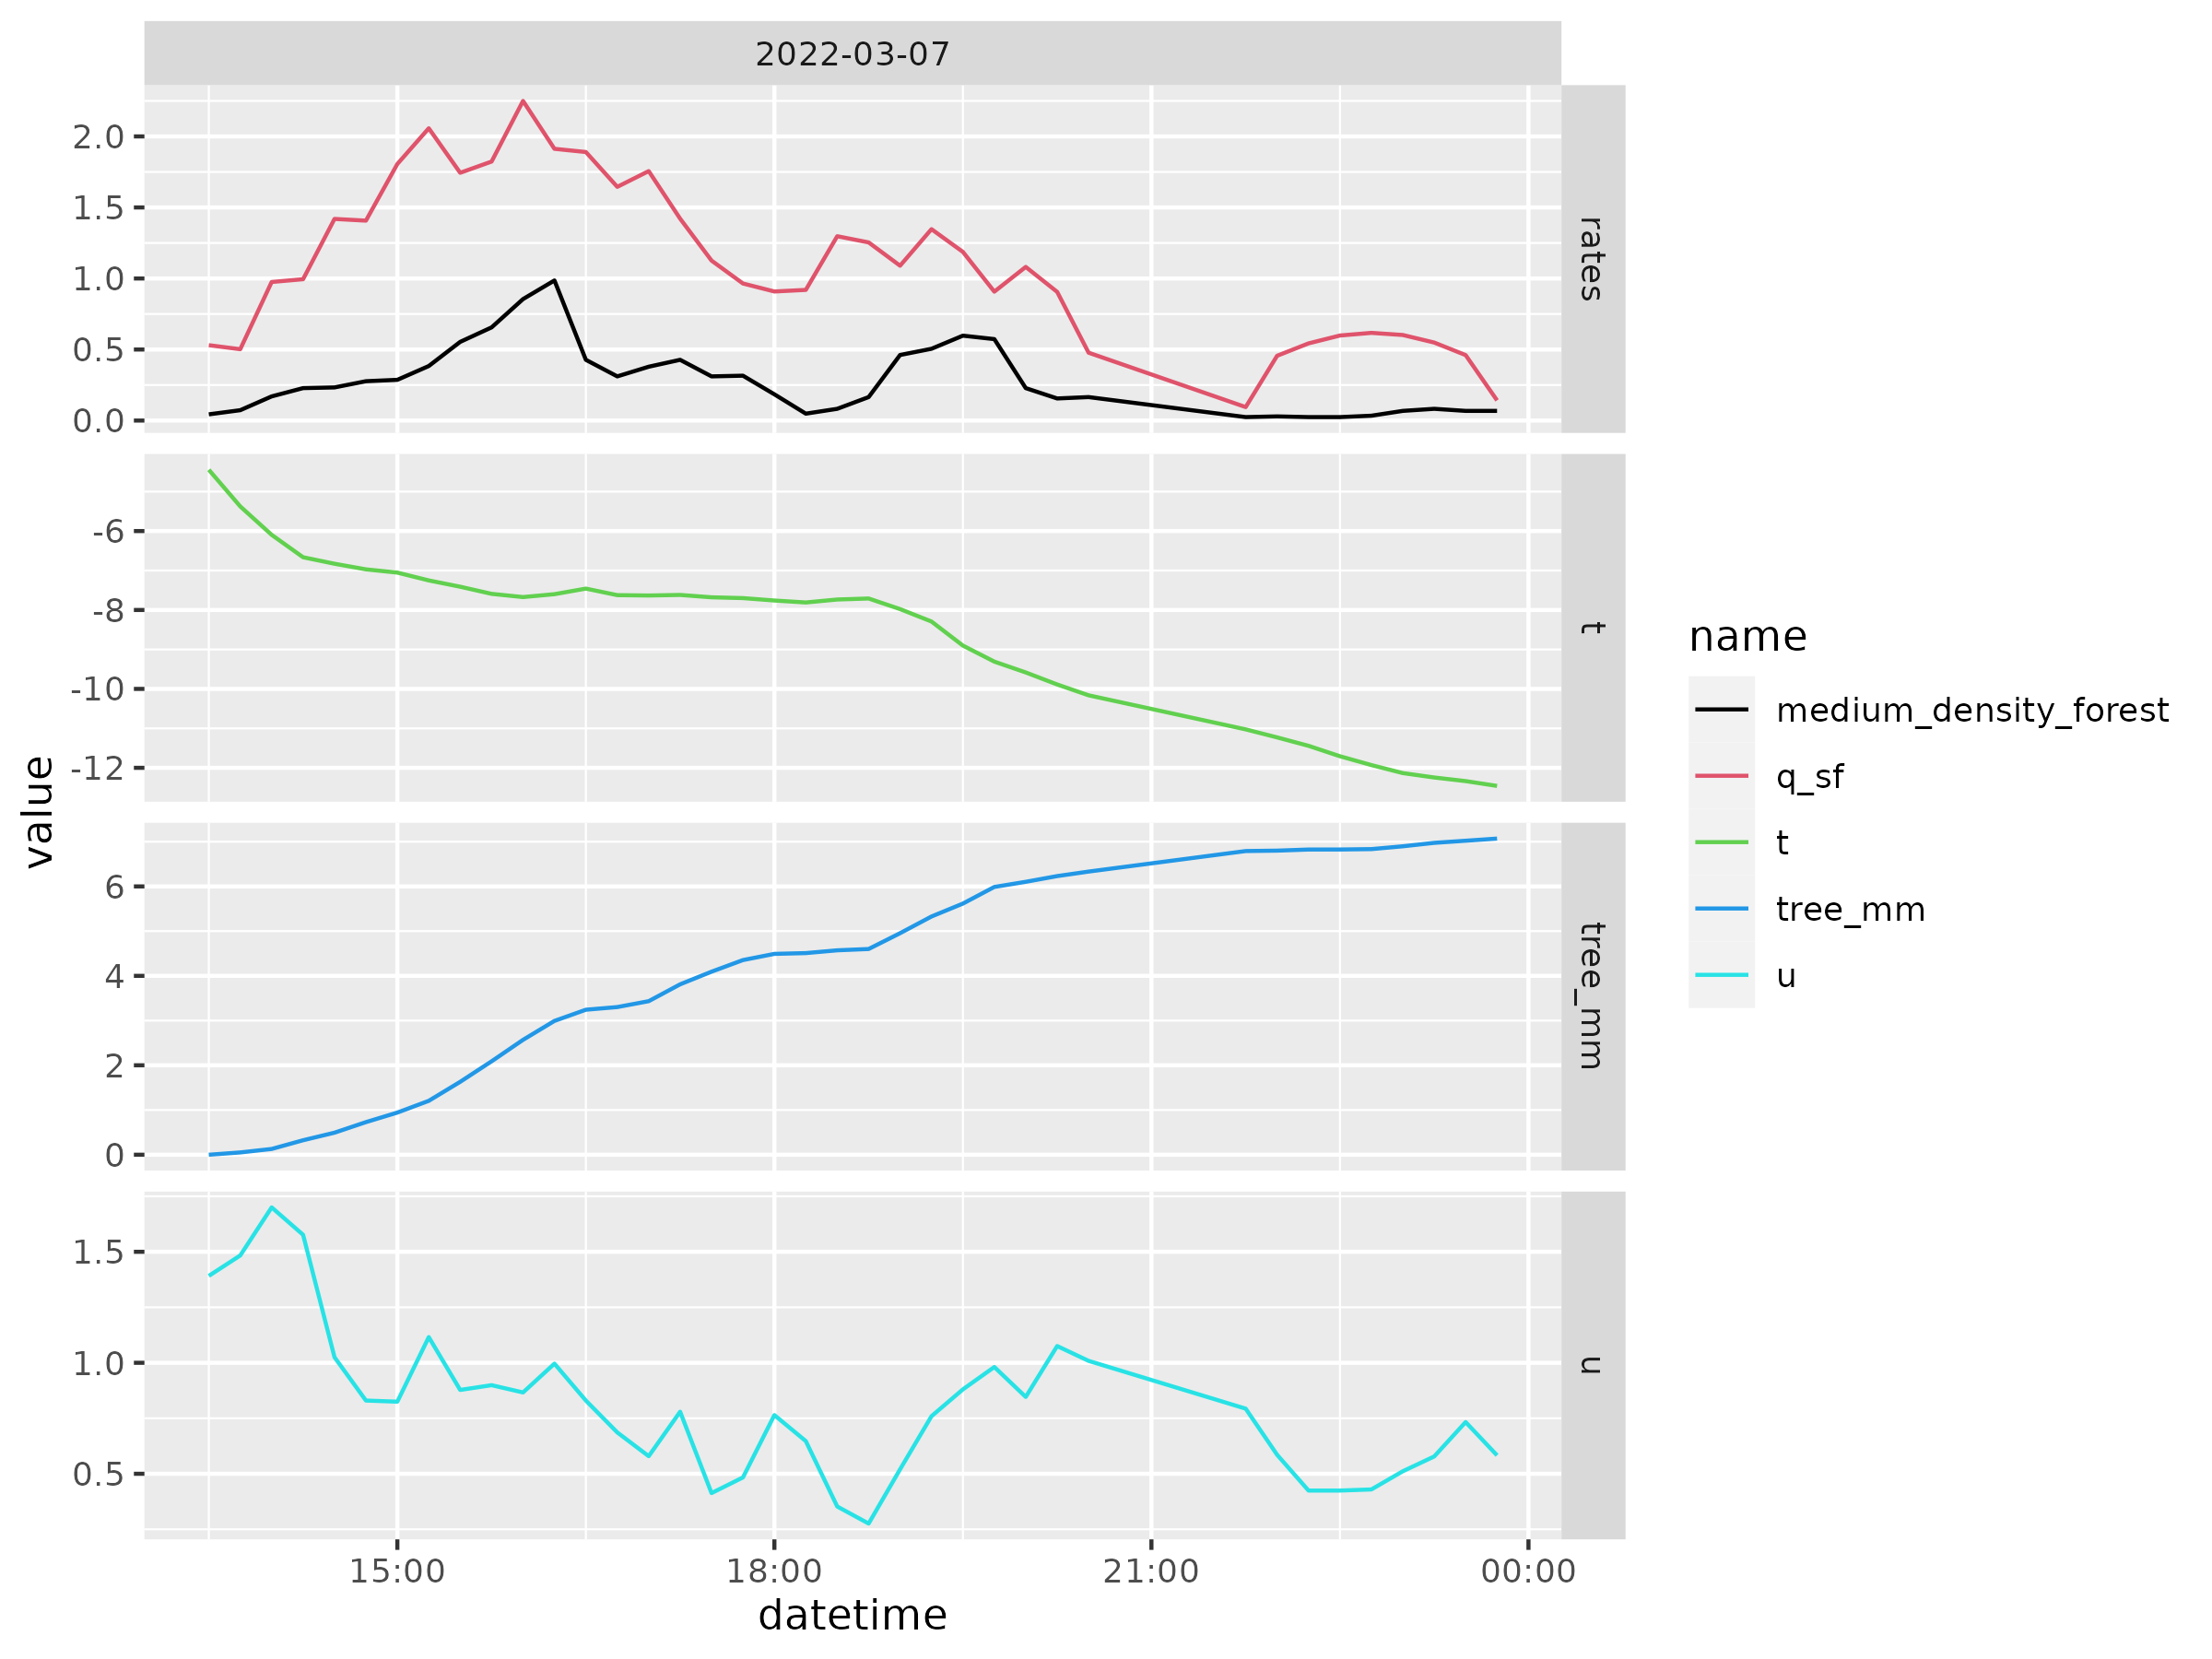 2022-03-07
2.0
1.5
1.0
0.5
0.0
rates
-6
-8
-10
-12
t
6
4
2
0
tree_mm
1.5
1.0
0.5
u
value
15:00
18:00
21:00
00:00
datetime
name
medium_density_forest
q_sf
t
tree_mm
u